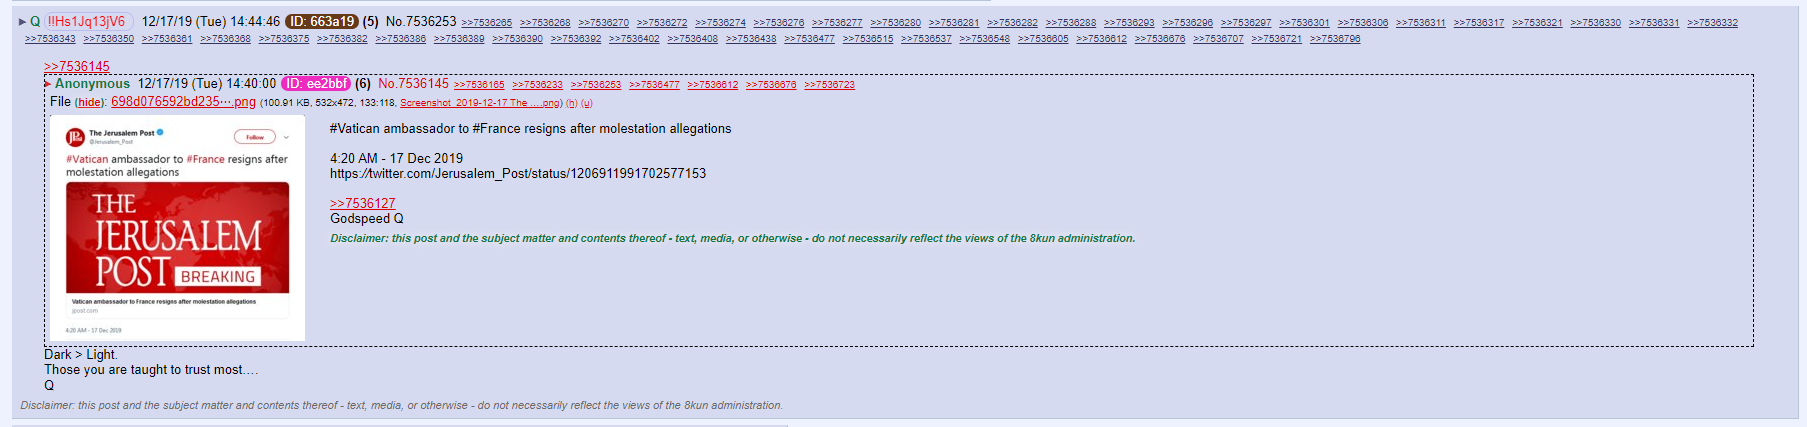 ▶ Q !!Hs1Jq13jV6 12/17/19 (Tue) 14:44:46 ID: 663a19 (5) No.7536253 >>7536265 >>7536268 >>7536270 >>7536272 >>7536274 >>7536276 >>7536277 >>7536280 >>7536281 >>7536282 >>7536288 >>7536293 >>7536296 >>7536297 >>7536301 >>7536306 >>7536311 >>7536317 >>7536321 >>7536330 >>7536331 >>7536332
>>7536343 >>7536350 >>7536361 >>7536368 >>7536375 >>7536382 >>7536386 >>7536389 >>7536390 >>7536392 >>7536402 >>7536408 >>7536438 >>7536477 >>7536515 >>7536537 >>7536548 >>7536605 >>7536612 >>7536676 >>7536707 >>7536721 >>7536796
>>7536145
▶ Anonymous 12/17/19 (Tue) 14:40:00 ID: ee2bbf (6) No.7536145 >>7536165 >>7536233 >>7536253 >>7536477 >>7536612 >>7536676 >>7536723
File (hide): 698d076592bd235⋯.png (100.91 KB, 532x472, 133:118, Screenshot_2019-12-17 The ….png) (h) (u)
JP
The Jerusalem Post
@Jerusalem_Post
Follow
#Vatican ambassador to #France resigns after
molestation allegations
THE
JERUSALEM
POST BREAKING
Vatican ambassador to France resigns after molestation allegations
jpost.com
4:20 AM - 17 Dec 2019
#Vatican ambassador to #France resigns after molestation allegations
4:20 AM - 17 Dec 2019
https://twitter.com/Jerusalem_Post/status/1206911991702577153
>>7536127
Godspeed Q
Disclaimer: this post and the subject matter and contents thereof - text, media, or otherwise - do not necessarily reflect the views of the 8kun administration.
Dark > Light.
Those you are taught to trust most….
Q
Disclaimer: this post and the subject matter and contents thereof - text, media, or otherwise - do not necessarily reflect the views of the 8kun administration.